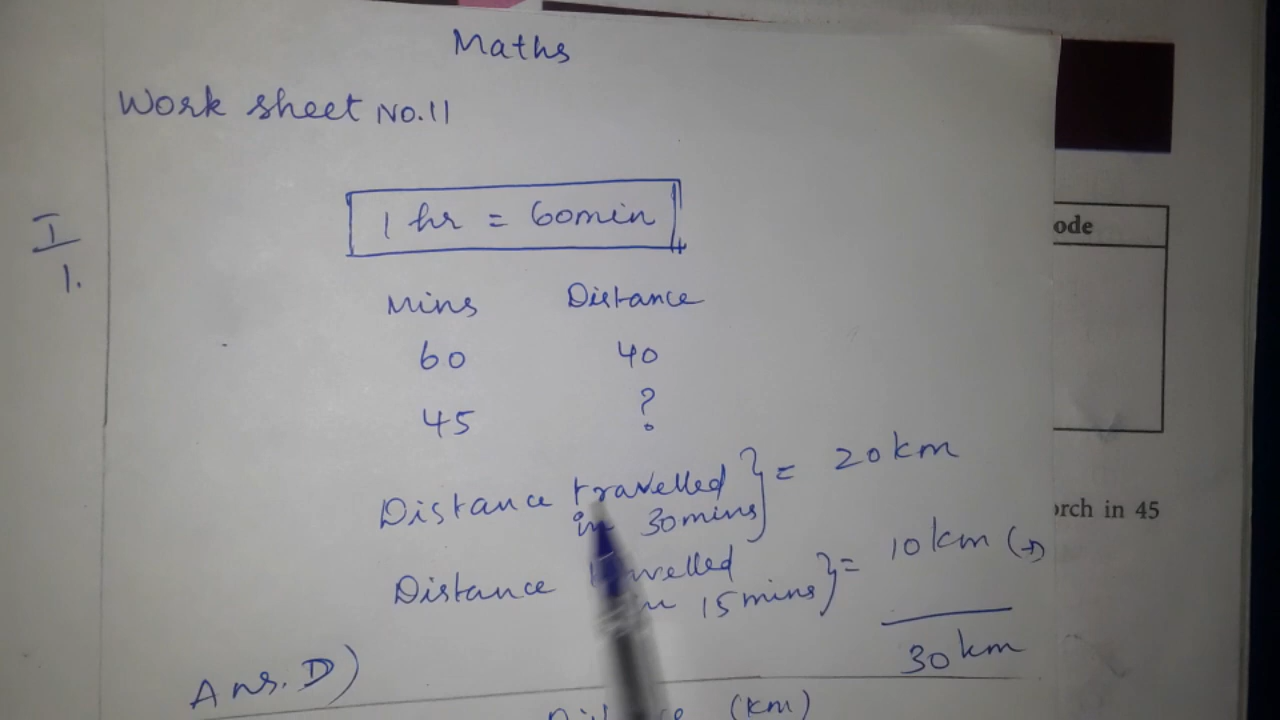 Maths
Work sheet No.11
I
1.
1 hr = 60min
Mins Distance
60 40
45 ?
Distance travelled } = 20km
in 30mins
Distance travelled } = 10km (+)
15mins
30km
Ans. D)
(km)
ode
orch in 45